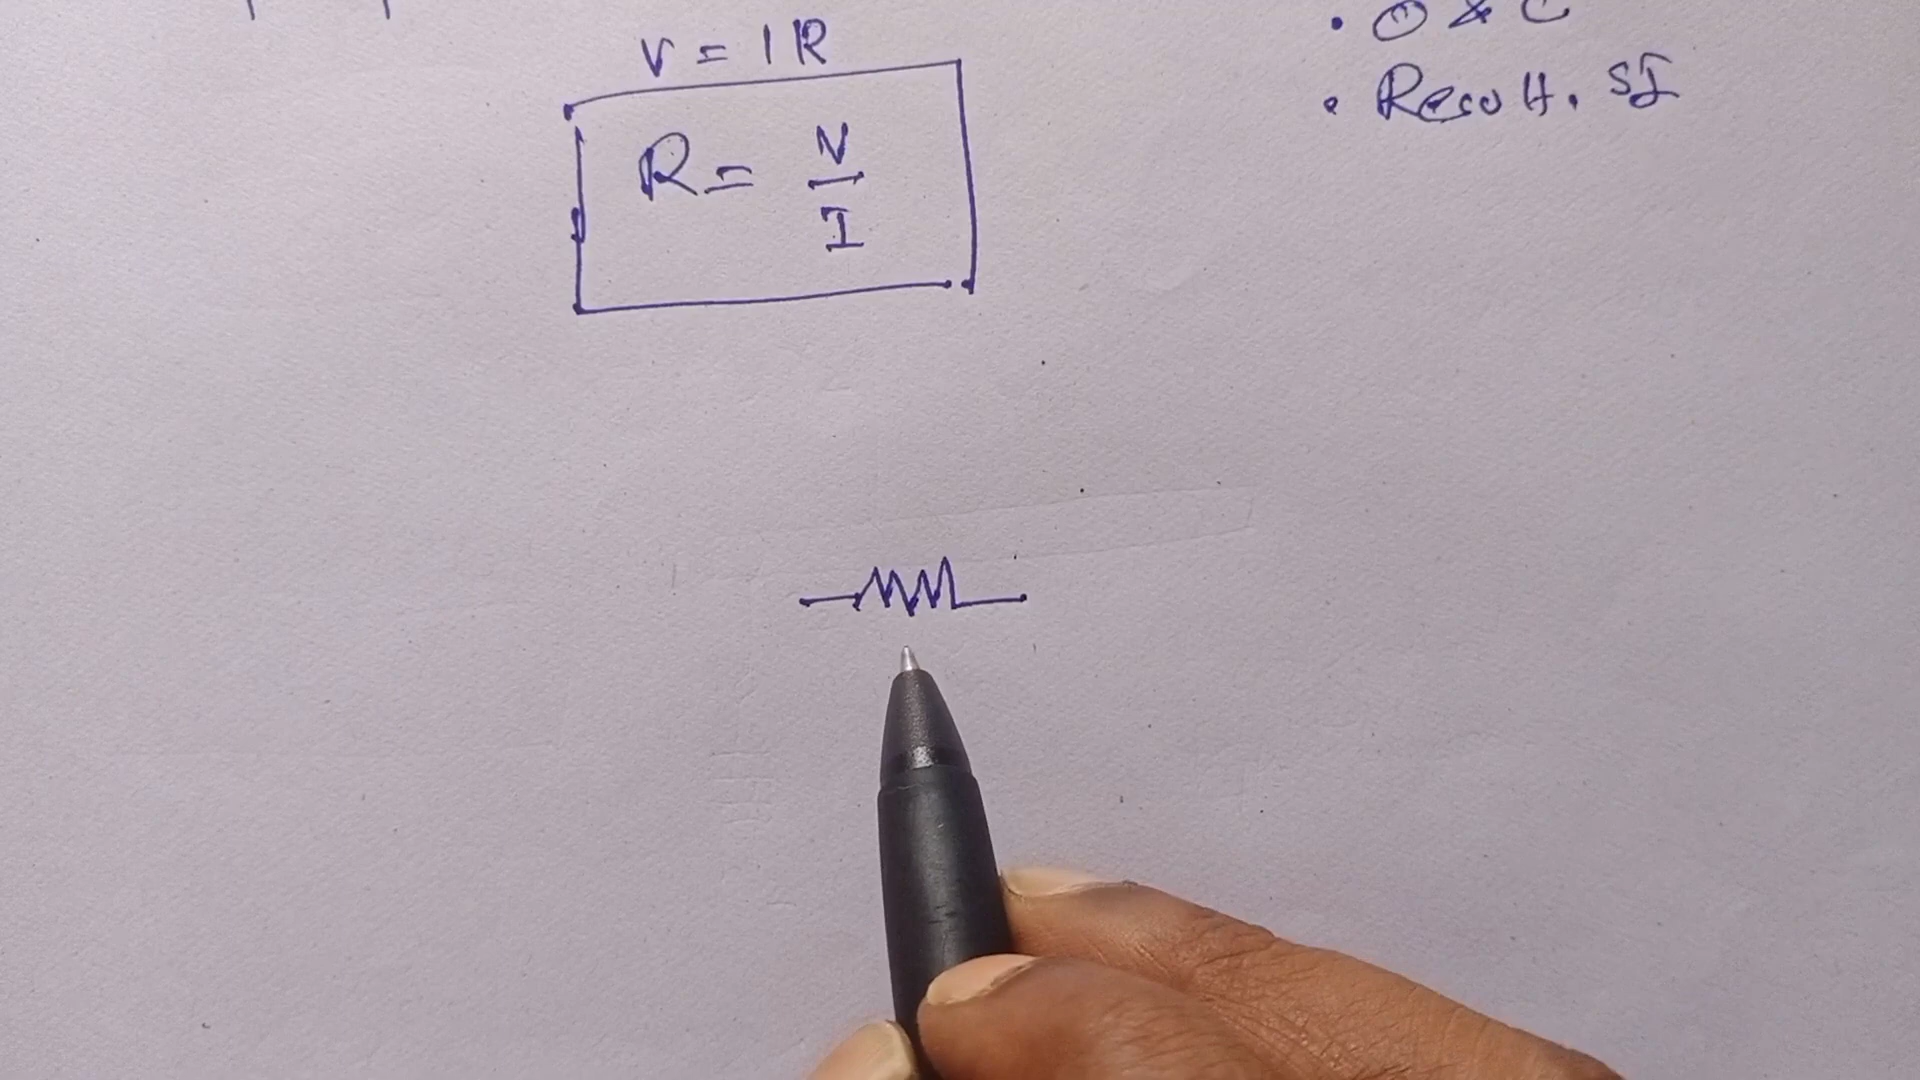 V = IR
R = V
I
• O & C
• Result. SI